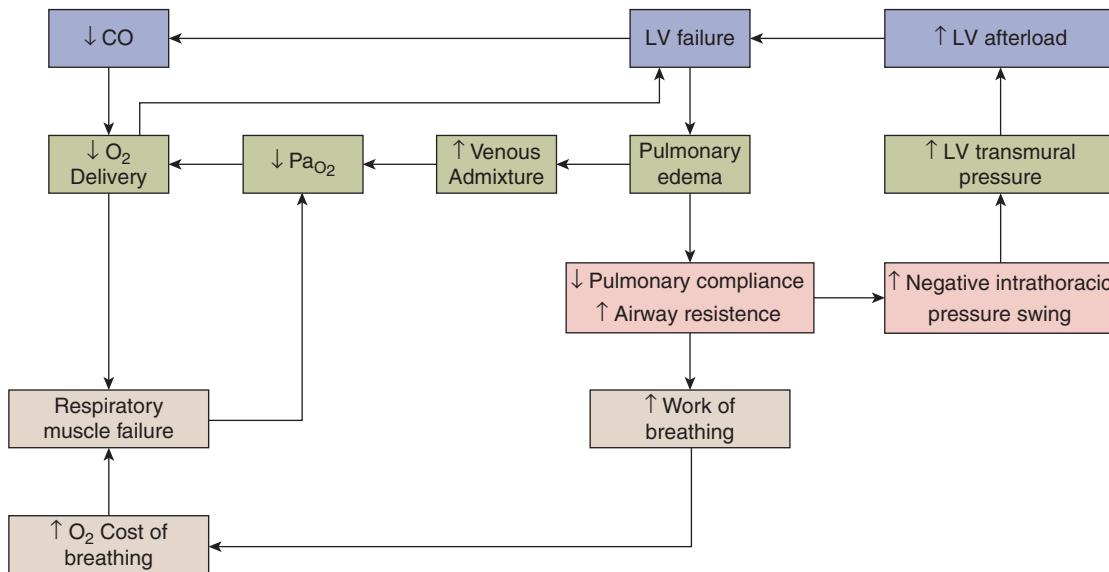 ↓ CO
LV failure
↑ LV afterload
↓ O₂
Delivery
↓ Paₒ₂
↑ Venous
Admixture
Pulmonary
edema
↑ LV transmural
pressure
↓ Pulmonary compliance
↑ Airway resistence
↑ Negative intrathoracic
pressure swing
Respiratory
muscle failure
↑ Work of
breathing
↑ O₂ Cost of
breathing